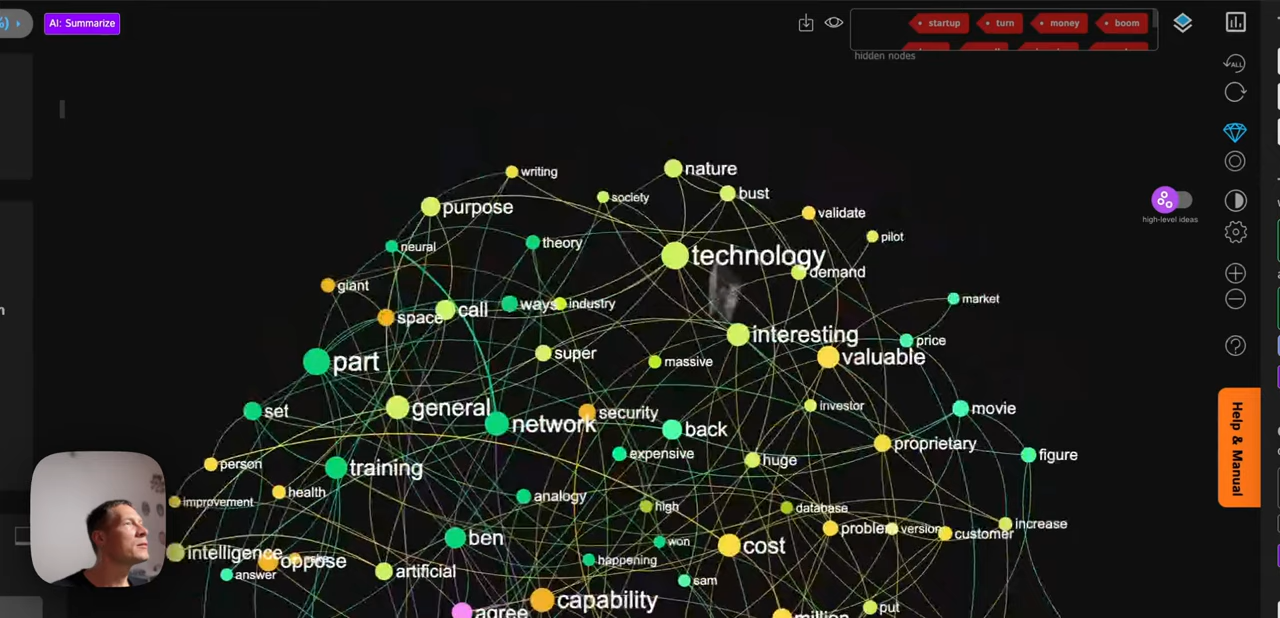 AI: Summarize
startup turn money boom
hidden nodes
ALL
high-level ideas
Help & Manual
writing
nature
society
bust
purpose
validate
pilot
neural
theory
technology
demand
giant
market
space
call
ways
industry
interesting
price
part
super
massive
valuable
set
general
security
investor
movie
network
back
proprietary
person
training
expensive
huge
figure
improvement
health
analogy
high
database
ben
won
cost
problem
version
customer
increase
intelligence
oppose
happening
answer
artificial
sam
agree
capability
million
put